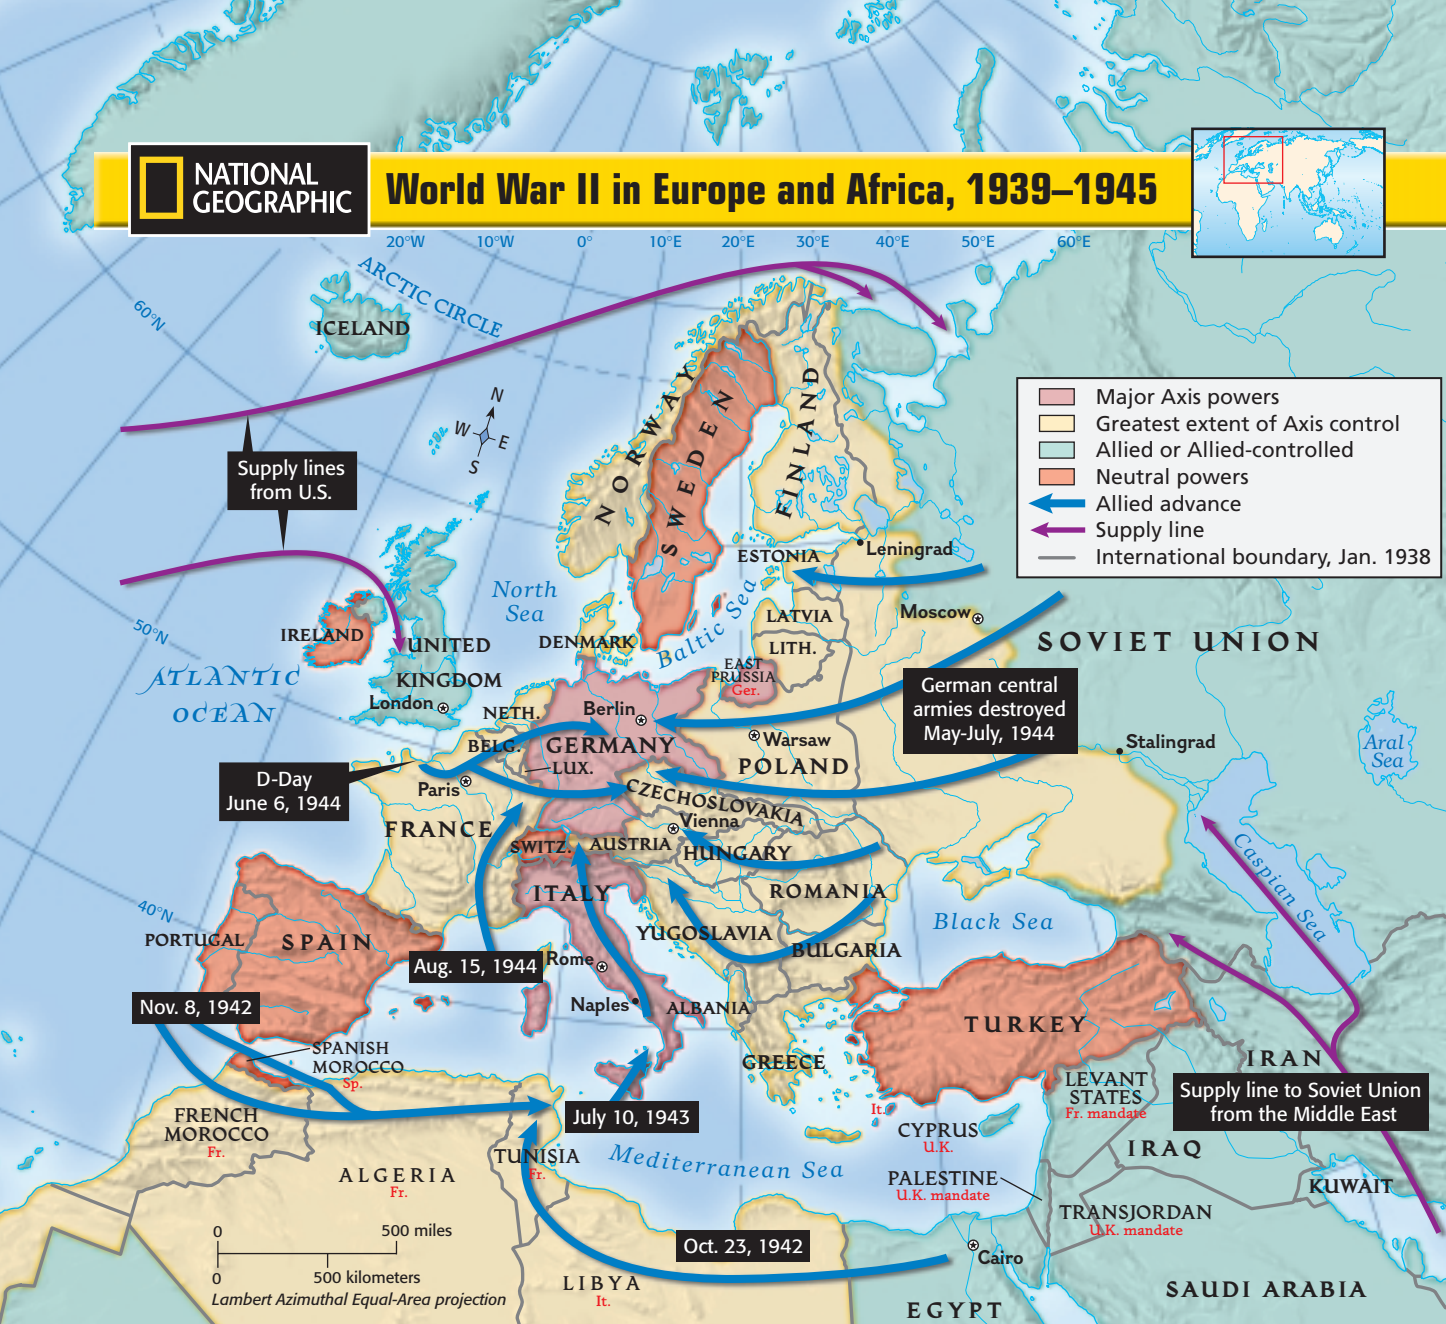 NATIONAL
GEOGRAPHIC
World War II in Europe and Africa, 1939–1945
20°W
10°W
0°
10°E
20°E
30°E
40°E
50°E
60°E
ARCTIC CIRCLE
60°N
ICELAND
N
W
E
S
Supply lines
from U.S.
Major Axis powers
Greatest extent of Axis control
Allied or Allied-controlled
Neutral powers
Allied advance
Supply line
International boundary, Jan. 1938
NORWAY
SWEDEN
FINLAND
ESTONIA
Leningrad
North
Sea
Baltic Sea
LATVIA
Moscow
50°N
IRELAND
UNITED
KINGDOM
London
DENMARK
LITH.
SOVIET UNION
EAST
PRUSSIA
Ger.
ATLANTIC
OCEAN
NETH.
Berlin
German central
armies destroyed
May-July, 1944
BELG.
GERMANY
Warsaw
POLAND
Stalingrad
Aral
Sea
LUX.
D-Day
June 6, 1944
Paris
CZECHOSLOVAKIA
Vienna
FRANCE
SWITZ.
AUSTRIA
HUNGARY
Caspian Sea
ITALY
ROMANIA
40°N
PORTUGAL
SPAIN
YUGOSLAVIA
Black Sea
BULGARIA
Aug. 15, 1944
Rome
Nov. 8, 1942
Naples
ALBANIA
TURKEY
SPANISH
MOROCCO
Sp.
GREECE
IRAN
LEVANT
STATES
Fr. mandate
Supply line to Soviet Union
from the Middle East
FRENCH
MOROCCO
Fr.
July 10, 1943
It.
CYPRUS
U.K.
IRAQ
ALGERIA
Fr.
TUNISIA
Fr.
Mediterranean Sea
PALESTINE
U.K. mandate
KUWAIT
TRANSJORDAN
U.K. mandate
0
500 miles
0
500 kilometers
Lambert Azimuthal Equal-Area projection
Oct. 23, 1942
Cairo
LIBYA
It.
EGYPT
SAUDI ARABIA